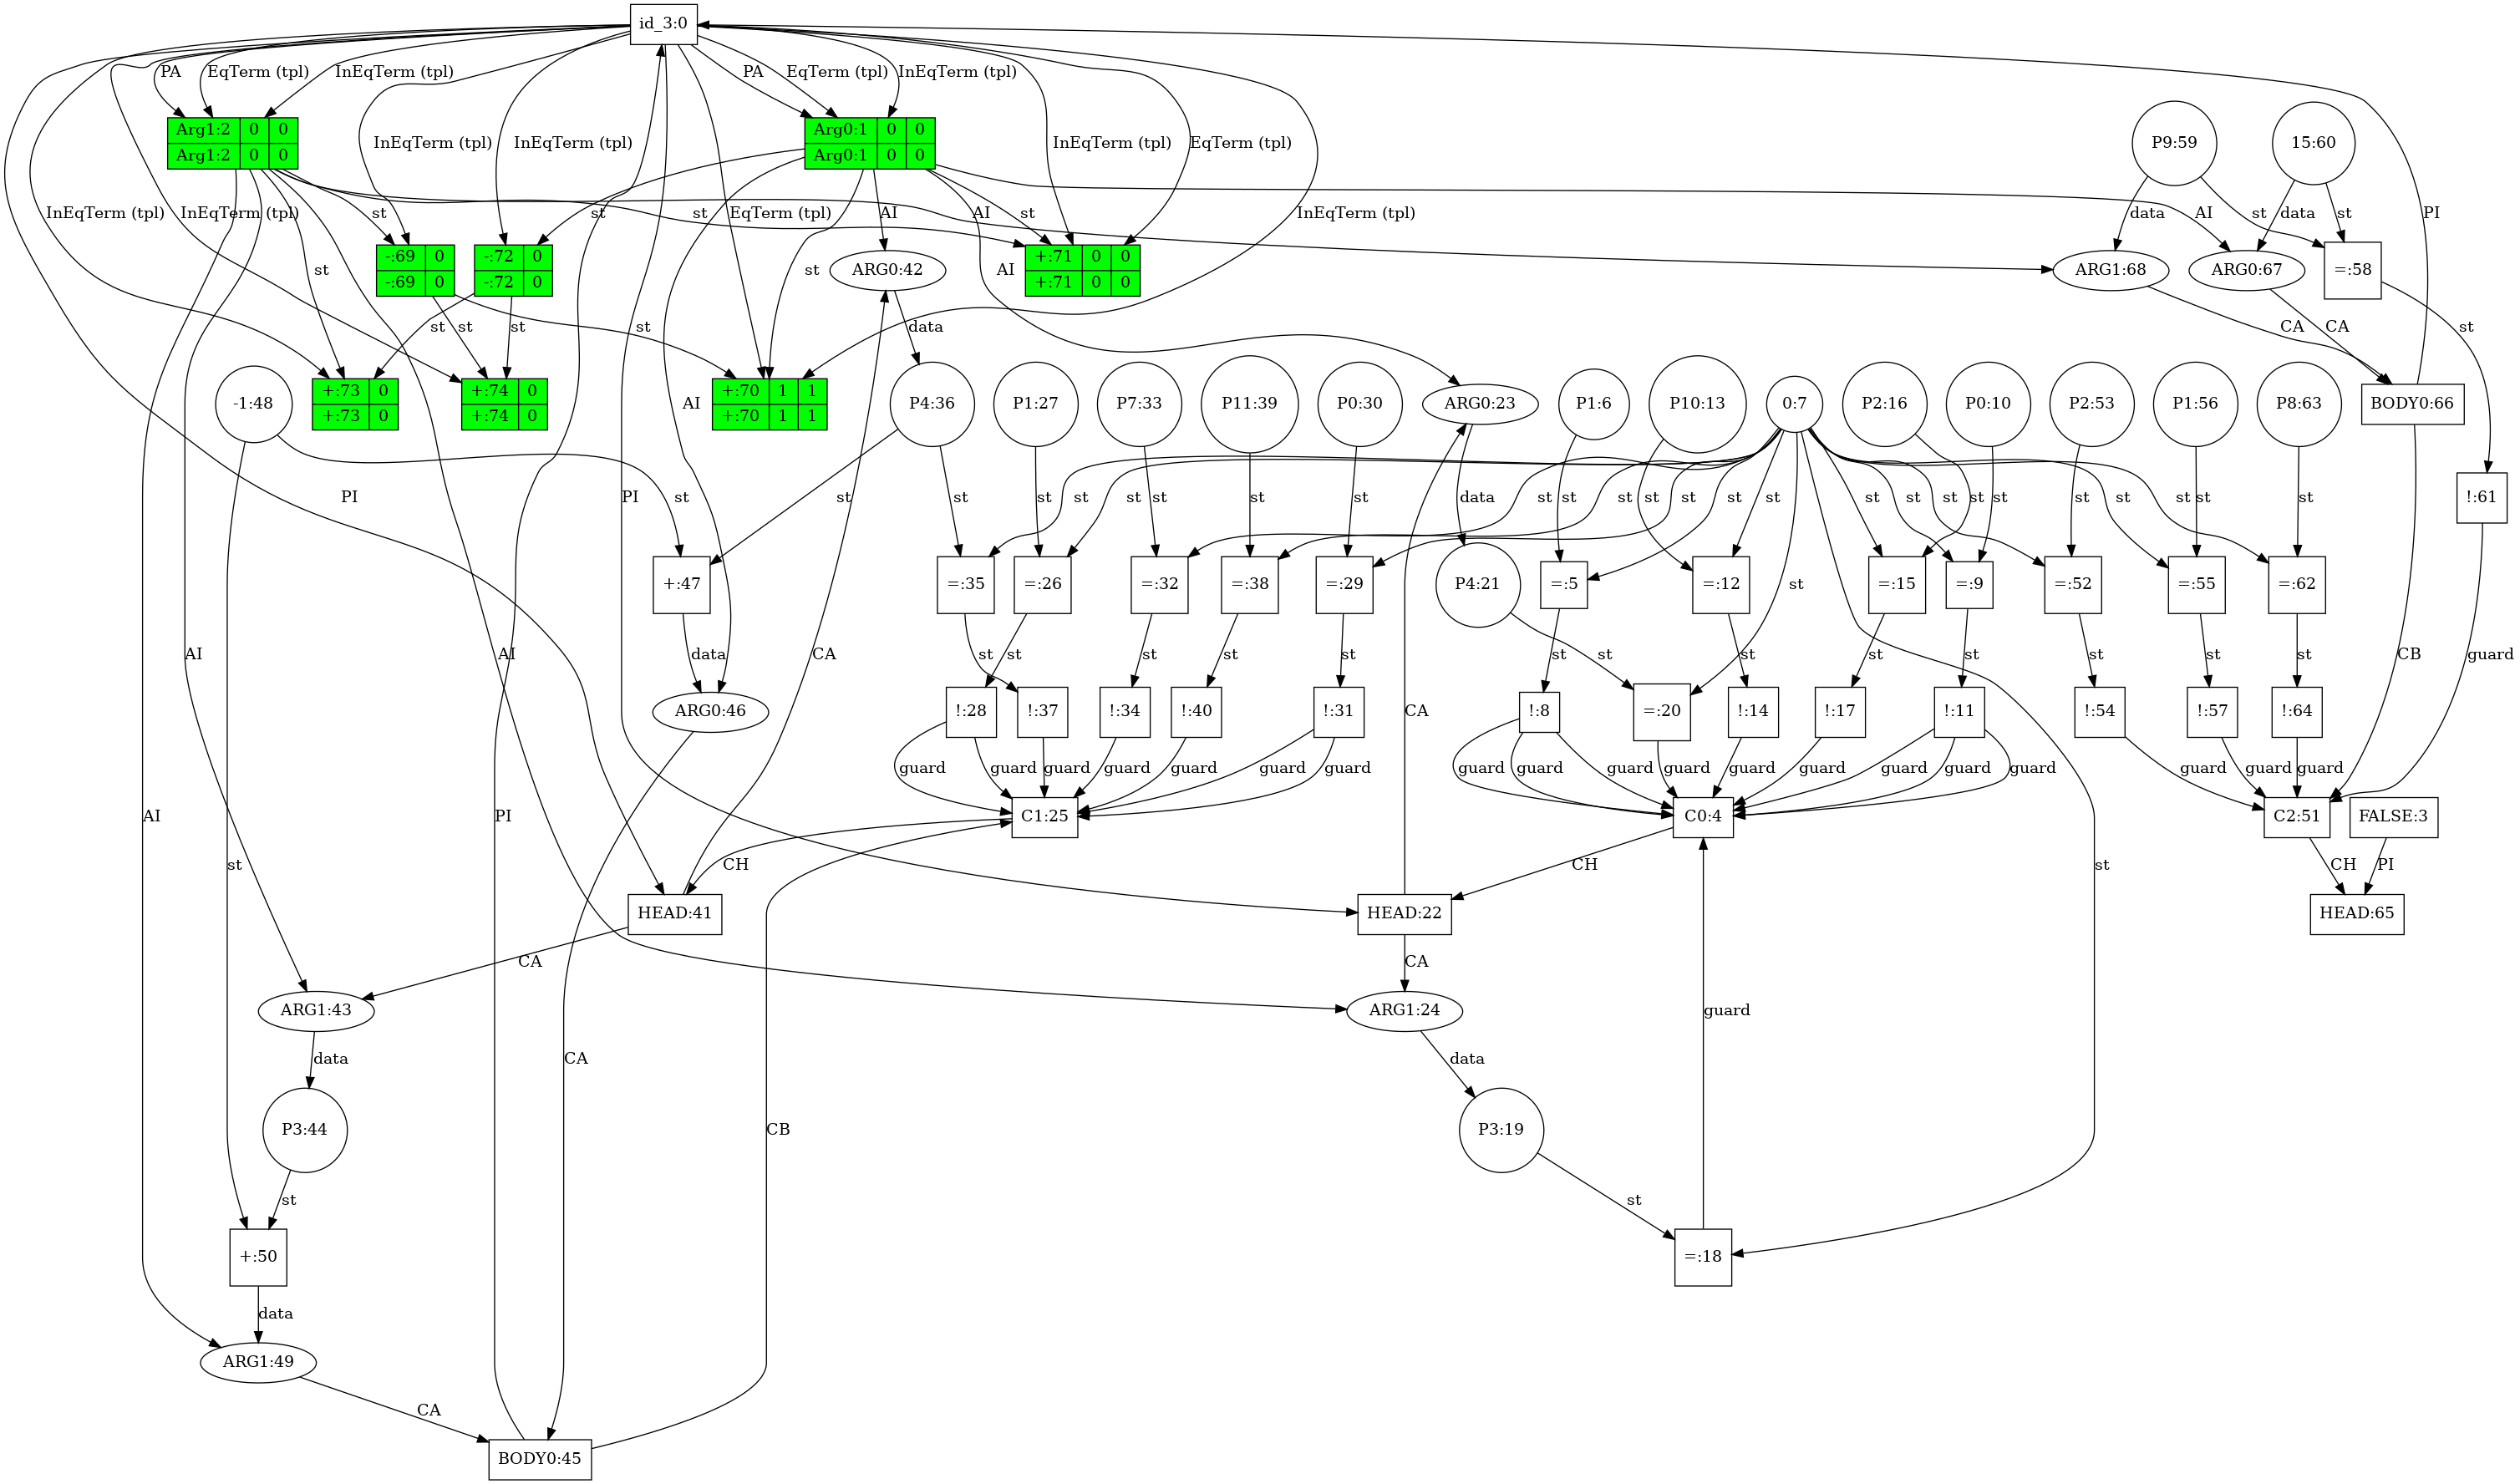 id_3:0
PA EqTerm (tpl) InEqTerm (tpl) PA EqTerm (tpl) InEqTerm (tpl)
Arg1:2 0 0
Arg1:2 0 0
InEqTerm (tpl) InEqTerm (tpl)
Arg0:1 0 0
Arg0:1 0 0
InEqTerm (tpl) EqTerm (tpl)
P9:59 15:60
InEqTerm (tpl) InEqTerm (tpl) st st st AI AI st EqTerm (tpl) InEqTerm (tpl) data st AI data st PI
-:69 0
-:69 0
-:72 0
-:72 0
ARG0:42
+:71 0 0
+:71 0 0
ARG1:68 ARG0:67 =:58
st st AI
st st st st data CA CA st
-1:48
+:73 0
+:73 0
+:74 0
+:74 0
+:70 1 1
+:70 1 1
AI P4:36 P1:27 P7:33 P11:39 P0:30 ARG0:23 P1:6 P10:13 0:7 P2:16 P0:10 P2:53 P1:56 P8:63 BODY0:66
PI PI st st st st st st st st st st st data st st st st st st st st st st st st st st !:61
+:47 =:35 =:26 =:32 =:38 =:29 P4:21 =:5 =:12 st =:15 =:9 =:52 =:55 =:62
AI AI data CA st st st st st st st st st st st st st CB guard
ARG0:46 !:28 !:37 !:34 !:40 !:31 CA !:8 =:20 !:14 !:17 !:11 !:54 !:57 !:64
guard guard guard guard guard guard guard guard guard guard guard guard guard guard guard guard guard guard guard
AI PI C1:25 C0:4 C2:51 FALSE:3
st CH CB CH st CH PI
HEAD:41 HEAD:22 HEAD:65
CA CA
ARG1:43 ARG1:24 guard
data CA data
P3:44 P3:19
st st
+:50 =:18
data
ARG1:49
CA
BODY0:45